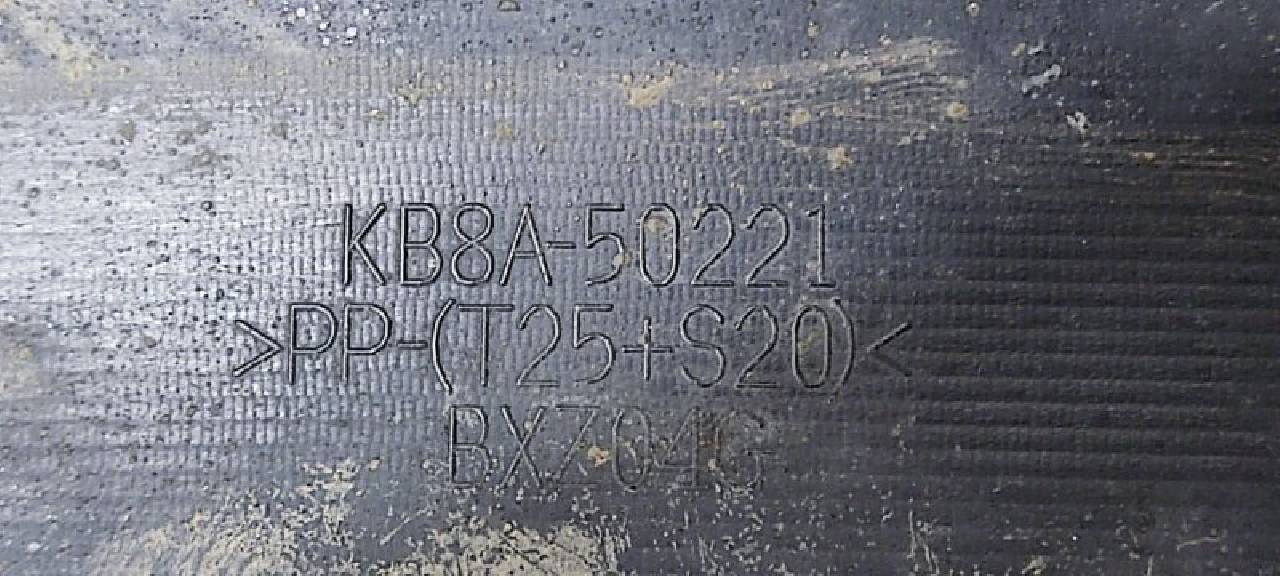 KB8A-50221
>PP-(T25+S20)<
BXZ04G